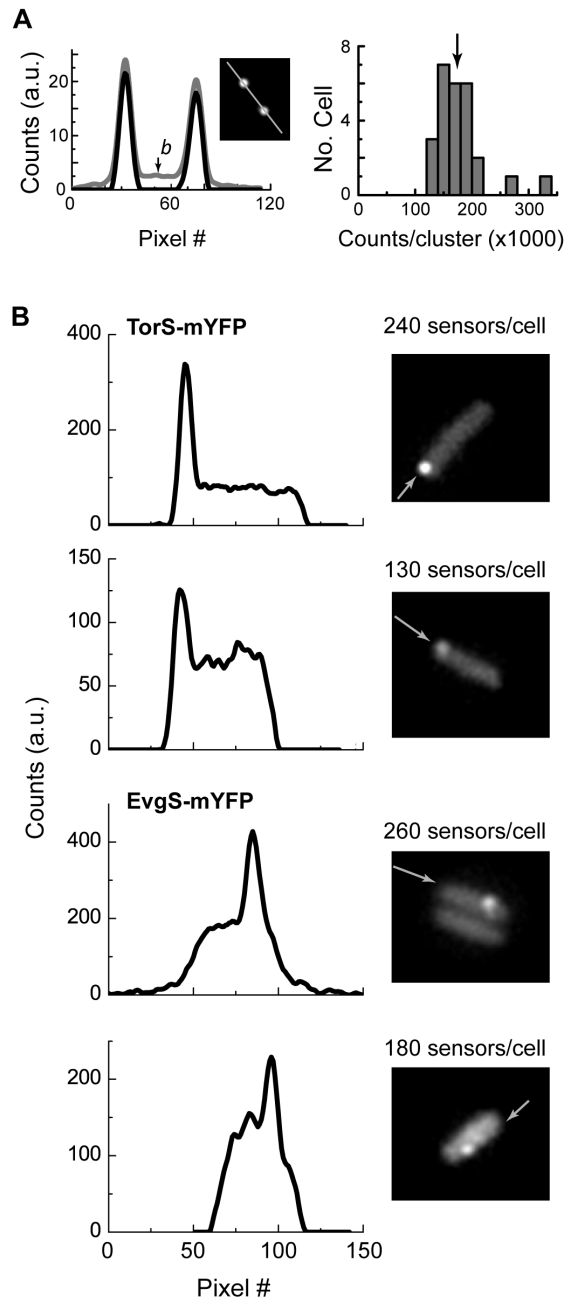 A
Counts (a.u.)
20
10
0
b
0
60
120
Pixel #
No. Cell
8
4
0
0
100
200
300
Counts/cluster (x1000)
B
Counts (a.u.)
TorS-mYFP
240 sensors/cell
400
200
0
130 sensors/cell
150
100
50
0
EvgS-mYFP
260 sensors/cell
400
200
0
180 sensors/cell
200
100
0
0
50
100
150
Pixel #